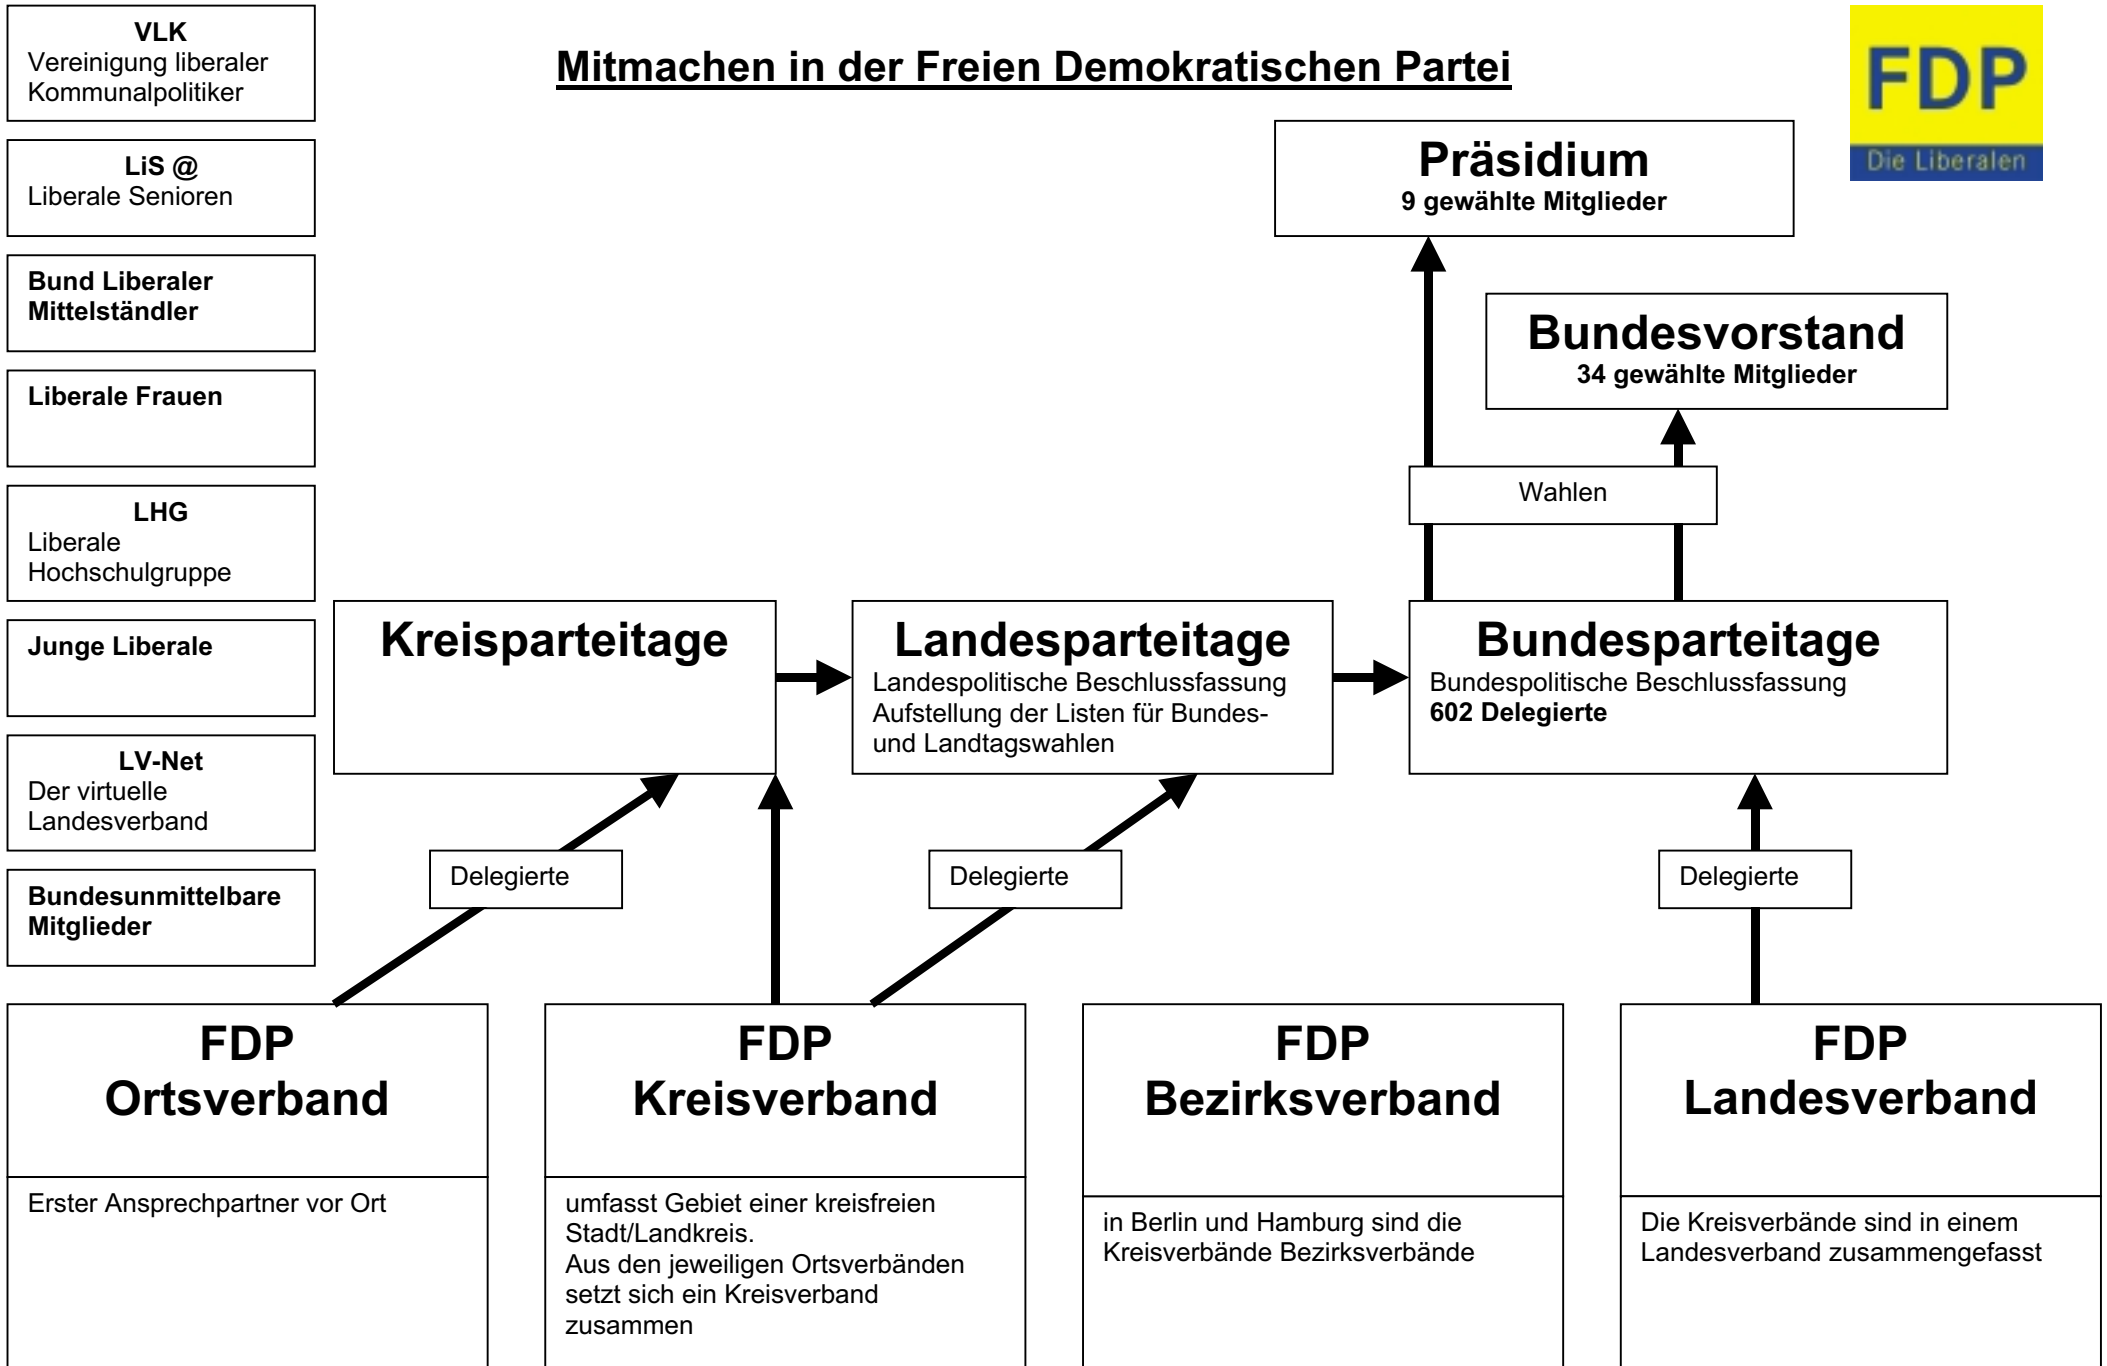 VLK
Vereinigung liberaler
Kommunalpolitiker
LiS @
Liberale Senioren
Bund Liberaler
Mittelständler
Liberale Frauen
LHG
Liberale
Hochschulgruppe
Junge Liberale
LV-Net
Der virtuelle
Landesverband
Bundesunmittelbare
Mitglieder
Mitmachen in der Freien Demokratischen Partei
FDP
Die Liberalen
Präsidium
9 gewählte Mitglieder
Bundesvorstand
34 gewählte Mitglieder
Wahlen
Kreisparteitage
Landesparteitage
Landespolitische Beschlussfassung
Aufstellung der Listen für Bundes-
und Landtagswahlen
Bundesparteitage
Bundespolitische Beschlussfassung
602 Delegierte
Delegierte
Delegierte
Delegierte
FDP
Ortsverband
Erster Ansprechpartner vor Ort
FDP
Kreisverband
umfasst Gebiet einer kreisfreien
Stadt/Landkreis.
Aus den jeweiligen Ortsverbänden
setzt sich ein Kreisverband
zusammen
FDP
Bezirksverband
in Berlin und Hamburg sind die
Kreisverbände Bezirksverbände
FDP
Landesverband
Die Kreisverbände sind in einem
Landesverband zusammengefasst